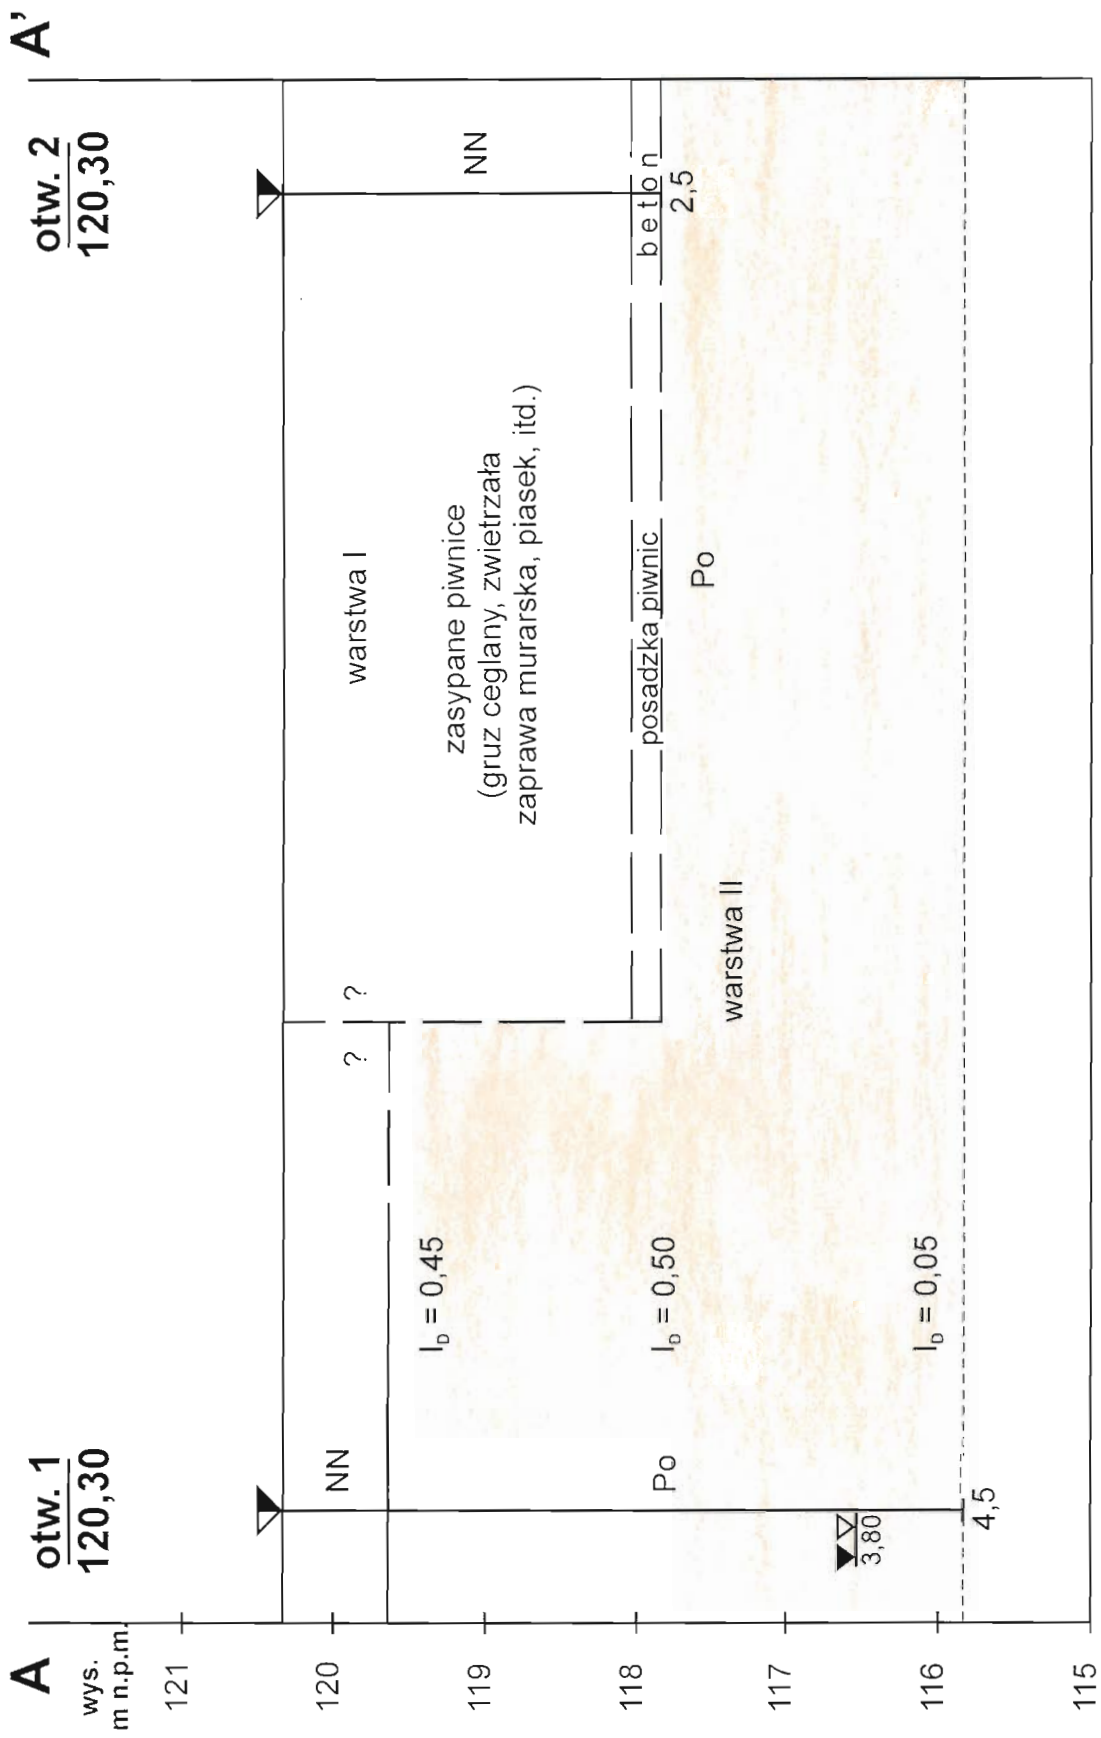 A
A'
otw. 1
120,30
otw. 2
120,30
wys.
m n.p.m.
121
120
119
118
117
116
115
NN
NN
warstwa I
?
?
zasypane piwnice
(gruz ceglany, zwietrzała
zaprawa murarska, piasek, itd.)
I_D = 0,45
posadzka piwnic
beton
2,5
I_D = 0,50
Po
Po
warstwa II
3,80
I_D = 0,05
4,5